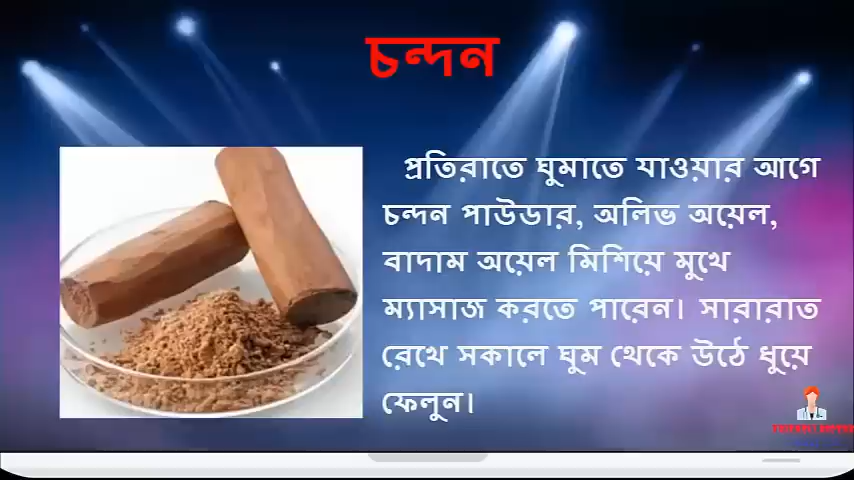 চন্দন
প্রতিরাতে ঘুমাতে যাওয়ার আগে
চন্দন পাউডার, অলিভ অয়েল,
বাদাম অয়েল মিশিয়ে মুখে
ম্যাসাজ করতে পারেন। সারারাত
রেখে সকালে ঘুম থেকে উঠে ধুয়ে
ফেলুন।